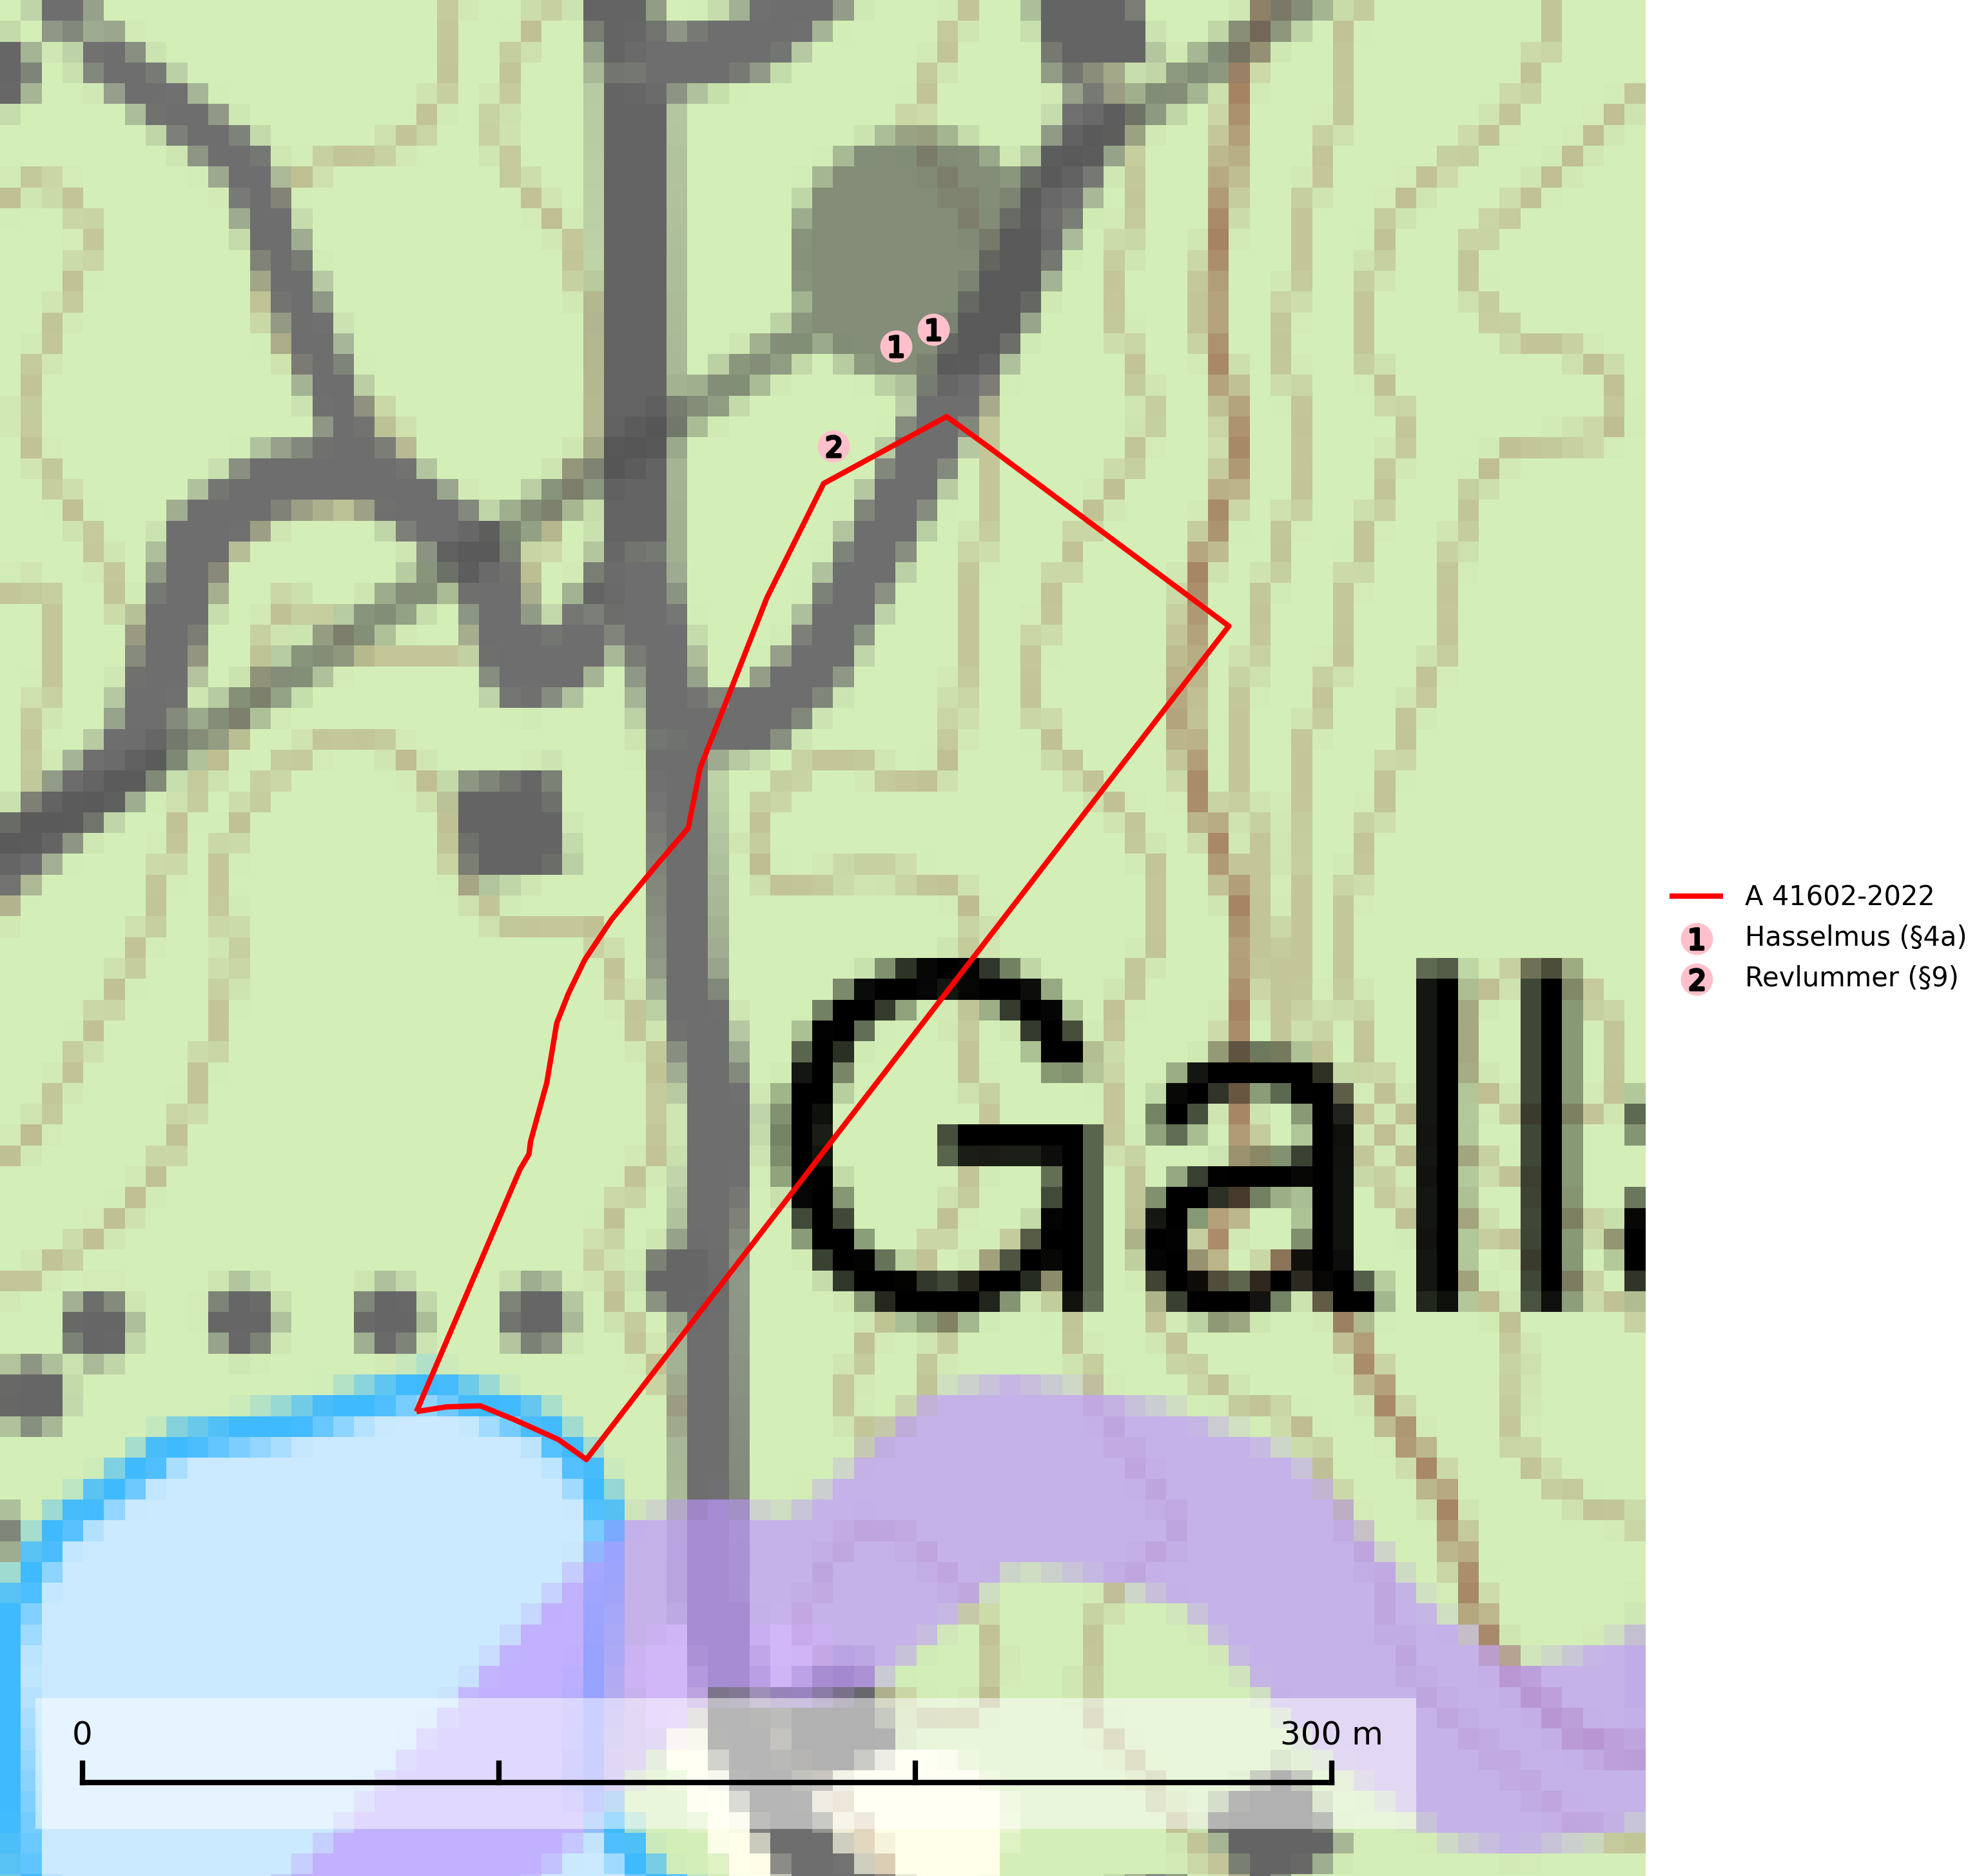 1
1
2
Gall
A 41602-2022
1 Hasselmus (§4a)
2 Revlummer (§9)
0 300 m